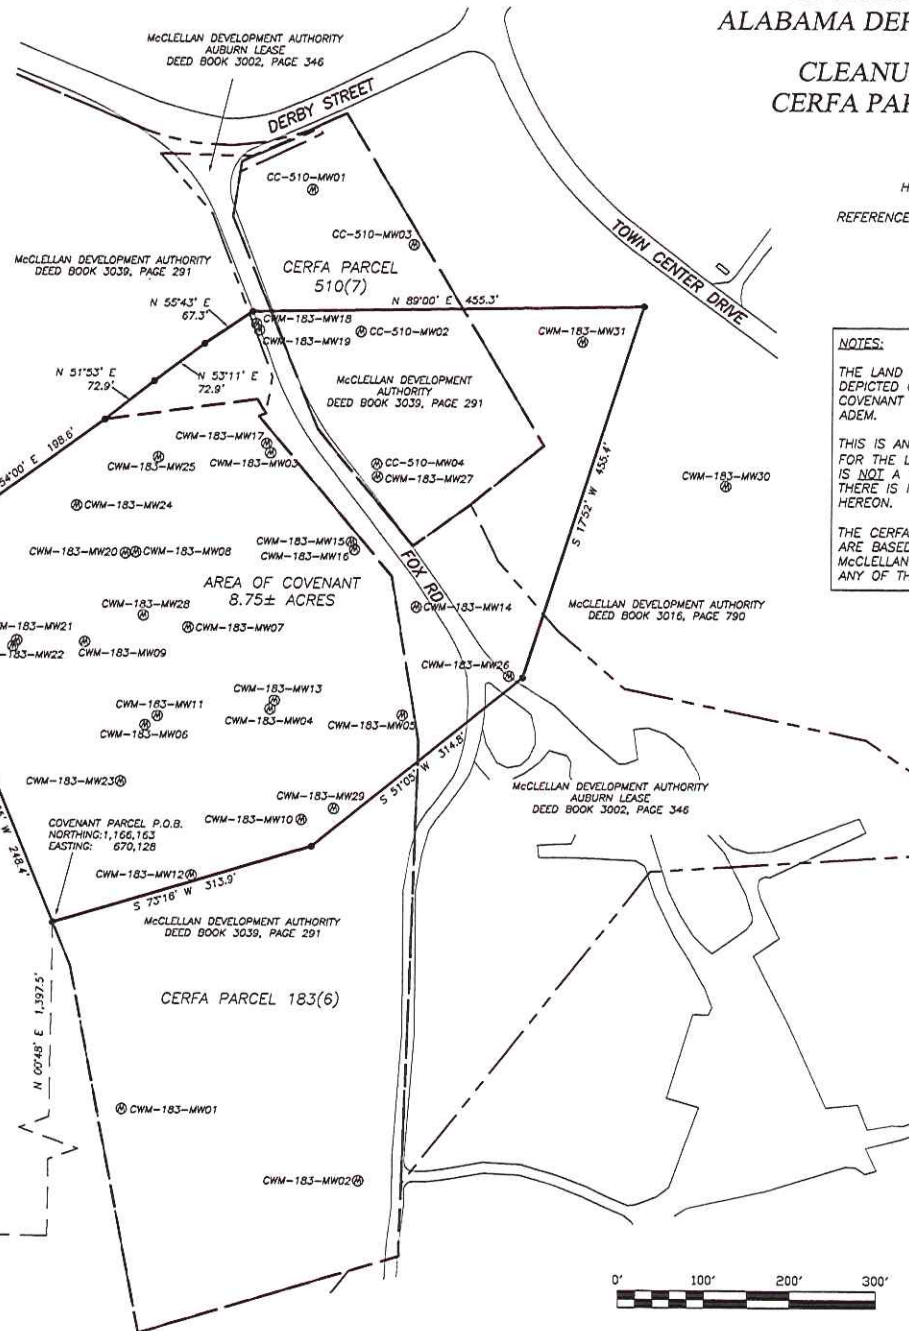 ALABAMA DEP
CLEANU
CERFA PAR
H
REFERENCE
McCLELLAN DEVELOPMENT AUTHORITY
AUBURN LEASE
DEED BOOK 3002, PAGE 346
DERBY STREET
CC-510-MW01
CC-510-MW03
TOWN CENTER DRIVE
McCLELLAN DEVELOPMENT AUTHORITY
DEED BOOK 3039, PAGE 291
CERFA PARCEL
510(7)
N 55°43' E
67.3'
N 89°00' E 455.3'
CWM-183-MW18
CWM-183-MW19
CC-510-MW02
CWM-183-MW31
N 51°53' E
72.9'
N 53°11' E
72.9'
McCLELLAN DEVELOPMENT
AUTHORITY
DEED BOOK 3039, PAGE 291
NOTES:
THE LAND
DEPICTED
COVENANT
ADEM.
THIS IS AN
FOR THE L
IS NOT A
THERE IS
HEREON.
THE CERFA
ARE BASED
McCLELLAN
ANY OF TH
54°00' E 198.6'
CWM-183-MW17
CWM-183-MW03
CWM-183-MW25
CC-510-MW04
CWM-183-MW27
S 17°52' W 455.4'
CWM-183-MW30
CWM-183-MW24
CWM-183-MW20
CWM-183-MW08
CWM-183-MW15
CWM-183-MW16
FOX RD
AREA OF COVENANT
8.75± ACRES
CWM-183-MW28
CWM-183-MW14
McCLELLAN DEVELOPMENT AUTHORITY
DEED BOOK 3016, PAGE 790
M-183-MW21
-183-MW22
CWM-183-MW07
CWM-183-MW09
CWM-183-MW26
CWM-183-MW13
CWM-183-MW04
CWM-183-MW11
CWM-183-MW06
CWM-183-MW05
S 51°05' W 314.8'
CWM-183-MW23
McCLELLAN DEVELOPMENT AUTHORITY
AUBURN LEASE
DEED BOOK 3002, PAGE 346
CWM-183-MW29
CWM-183-MW10
W 248.4'
COVENANT PARCEL P.O.B.
NORTHING: 1,166,163
EASTING: 670,128
CWM-183-MW12
S 73°16' W 313.9'
McCLELLAN DEVELOPMENT AUTHORITY
DEED BOOK 3039, PAGE 291
CERFA PARCEL 183(6)
N 00°48' E 1,397.5'
CWM-183-MW01
CWM-183-MW02
0' 100' 200' 300'